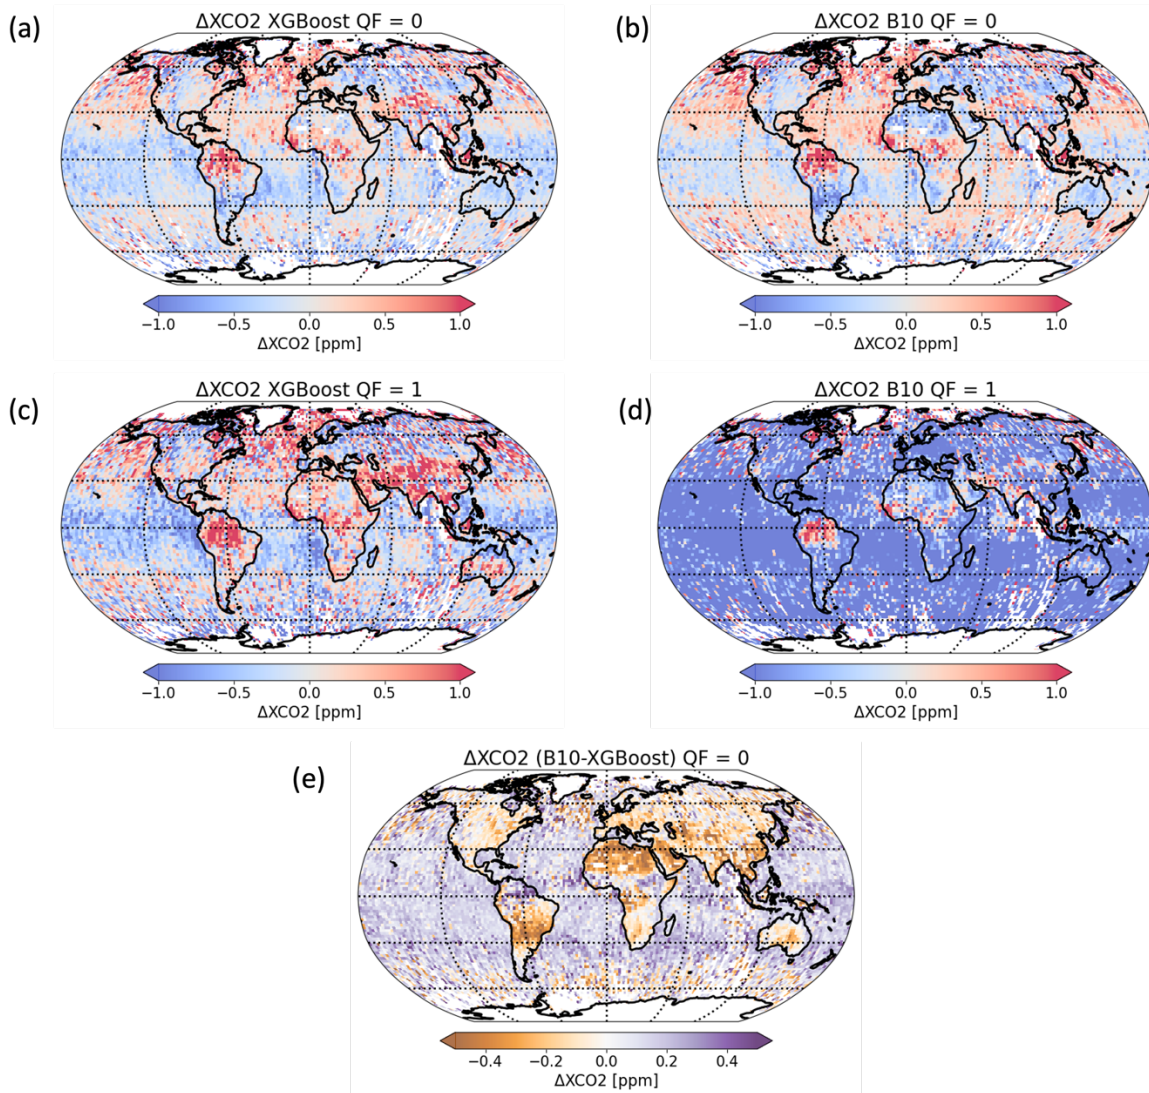 (a)
ΔXCO2 XGBoost QF = 0
−1.0 −0.5 0.0 0.5 1.0
ΔXCO2 [ppm]
(b)
ΔXCO2 B10 QF = 0
−1.0 −0.5 0.0 0.5 1.0
ΔXCO2 [ppm]
(c)
ΔXCO2 XGBoost QF = 1
−1.0 −0.5 0.0 0.5 1.0
ΔXCO2 [ppm]
(d)
ΔXCO2 B10 QF = 1
−1.0 −0.5 0.0 0.5 1.0
ΔXCO2 [ppm]
(e)
ΔXCO2 (B10-XGBoost) QF = 0
−0.4 −0.2 0.0 0.2 0.4
ΔXCO2 [ppm]